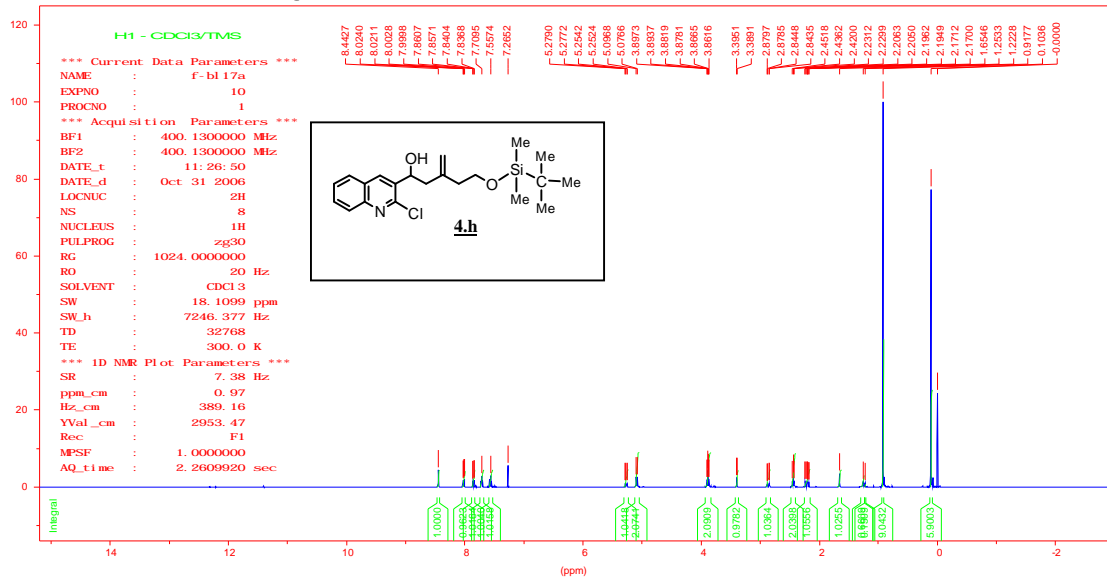 H1 - CDCl3/TMS
*** Current Data Parameters ***
NAME : f-bl17a
EXPNO : 10
PROCNO : 1
*** Acquisition Parameters ***
BF1 : 400.1300000 MHz
BF2 : 400.1300000 MHz
DATE_t : 11:26:50
DATE_d : Oct 31 2006
LOCNUC : 2H
NS : 8
NUCLEUS : 1H
PULPROG : zg30
RG : 1024.0000000
RO : 20 Hz
SOLVENT : CDCl3
SW : 18.1099 ppm
SW_h : 7246.377 Hz
TD : 32768
TE : 300.0 K
*** 1D NMR Plot Parameters ***
SR : 7.38 Hz
ppm_cm : 0.97
Hz_cm : 389.16
YVal_cm : 2953.47
Rec : F1
MPSF : 1.0000000
AQ_time : 2.2609920 sec
8.4427
8.0240
8.0211
8.0028
7.9998
7.8607
7.8571
7.8404
7.8368
7.7095
7.5574
7.2652
5.2790
5.2772
5.2542
5.2524
5.0968
5.0766
3.8973
3.8937
3.8819
3.8781
3.8665
3.8616
3.3951
3.3891
2.8797
2.8785
2.8448
2.8435
2.4518
2.4362
2.4200
2.2312
2.2299
2.2063
2.2050
2.1962
2.1949
2.1712
2.1700
1.6546
1.2533
1.2228
0.9177
0.1036
-0.0000
OH
N
Cl
O
Si
Me
Me
Me
Me
Me
4.h
120
100
80
60
40
20
0
Integral
1.0000
1.0418
2.0741
2.0909
0.9782
1.0364
2.0398
1.0556
1.0255
9.0432
5.9003
14
12
10
8
6
4
2
0
-2
(ppm)